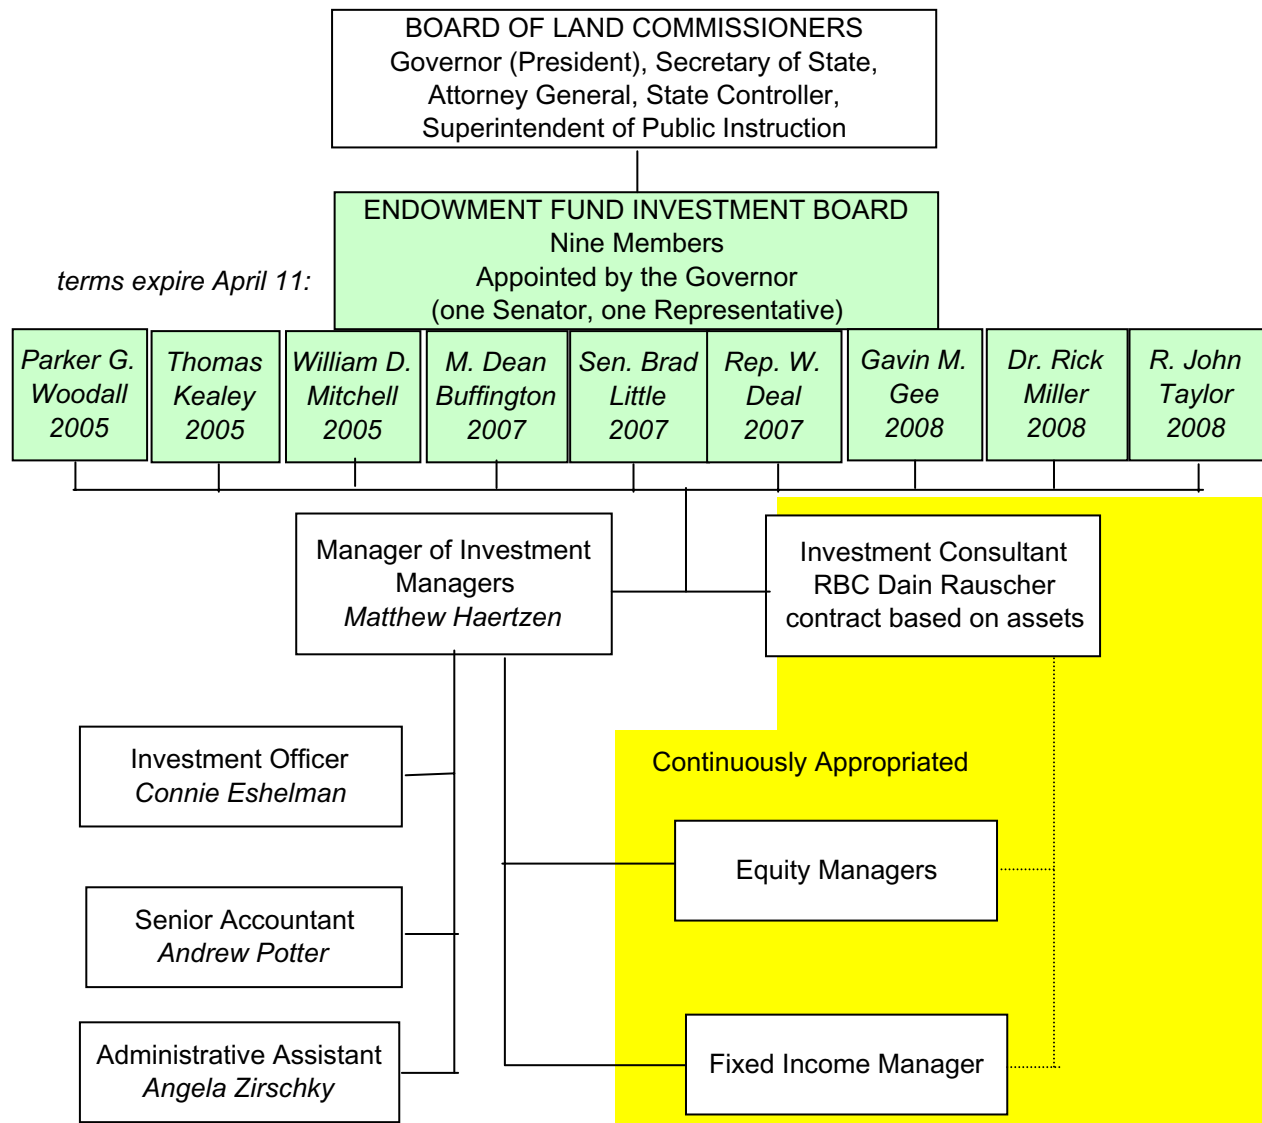 BOARD OF LAND COMMISSIONERS
Governor (President), Secretary of State,
Attorney General, State Controller,
Superintendent of Public Instruction
ENDOWMENT FUND INVESTMENT BOARD
Nine Members
Appointed by the Governor
(one Senator, one Representative)
terms expire April 11:
Parker G.
Woodall
2005
Thomas
Kealey
2005
William D.
Mitchell
2005
M. Dean
Buffington
2007
Sen. Brad
Little
2007
Rep. W.
Deal
2007
Gavin M.
Gee
2008
Dr. Rick
Miller
2008
R. John
Taylor
2008
Manager of Investment
Managers
Matthew Haertzen
Investment Consultant
RBC Dain Rauscher
contract based on assets
Investment Officer
Connie Eshelman
Continuously Appropriated
Equity Managers
Senior Accountant
Andrew Potter
Administrative Assistant
Angela Zirschky
Fixed Income Manager